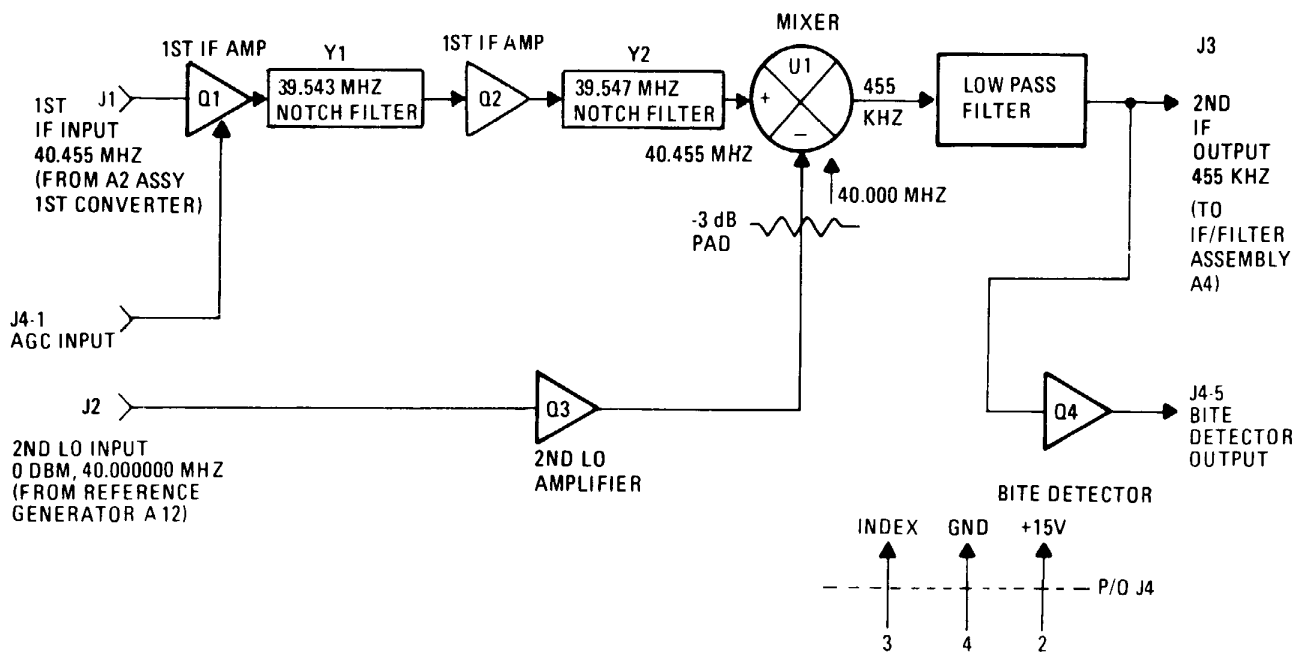 MIXER
1ST IF AMP
Y1
1ST IF AMP
Y2
J3
U1
J1
Q1
39.543 MHZ
NOTCH FILTER
Q2
39.547 MHZ
NOTCH FILTER
+
−
455
KHZ
LOW PASS
FILTER
1ST
IF INPUT
40.455 MHZ
(FROM A2 ASSY
1ST CONVERTER)
2ND
IF
OUTPUT
455 KHZ
(TO
IF/FILTER
ASSEMBLY
A4)
40.455 MHZ
40.000 MHZ
-3 dB
PAD
J4-1
AGC INPUT
J2
Q3
Q4
J4-5
BITE
DETECTOR
OUTPUT
2ND LO INPUT
0 DBM, 40.000000 MHZ
(FROM REFERENCE
GENERATOR A12)
2ND LO
AMPLIFIER
BITE DETECTOR
INDEX GND +15V
P/O J4
3 4 2